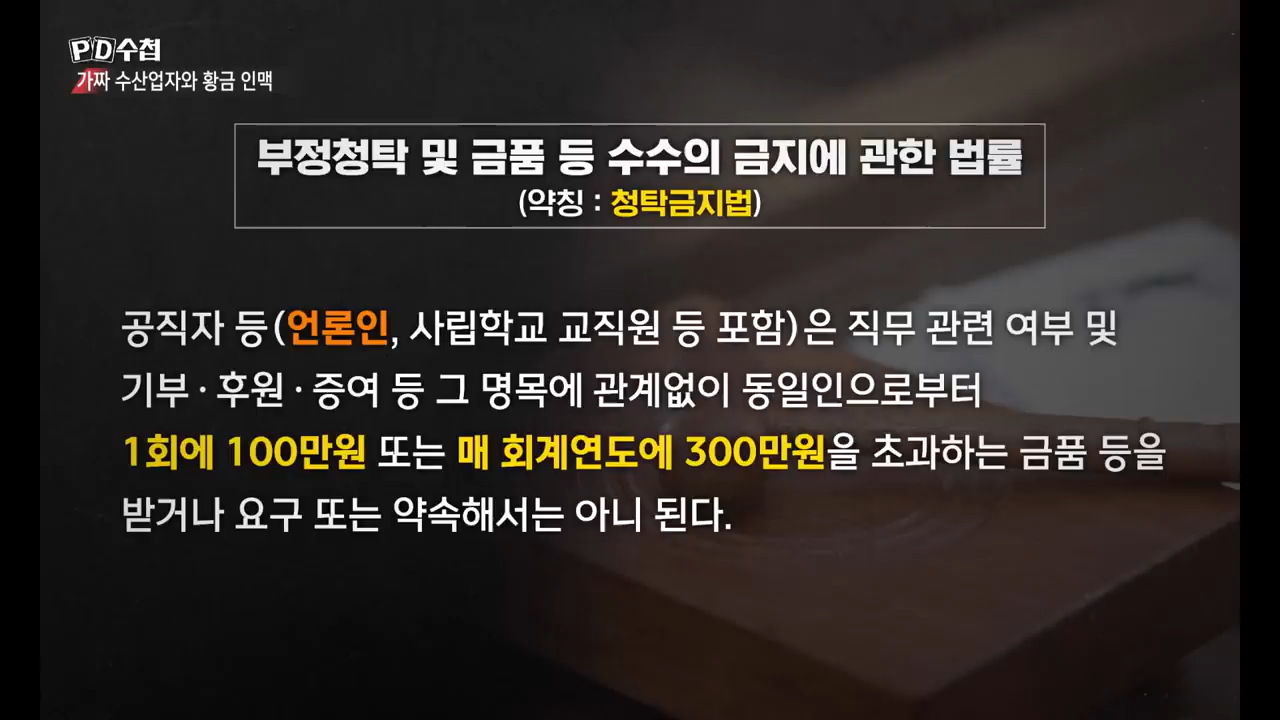 PD수첩
가짜 수산업자와 황금 인맥
부정청탁 및 금품 등 수수의 금지에 관한 법률
(약칭 : 청탁금지법)
공직자 등(언론인, 사립학교 교직원 등 포함)은 직무 관련 여부 및
기부·후원·증여 등 그 명목에 관계없이 동일인으로부터
1회에 100만원 또는 매 회계연도에 300만원을 초과하는 금품 등을
받거나 요구 또는 약속해서는 아니 된다.